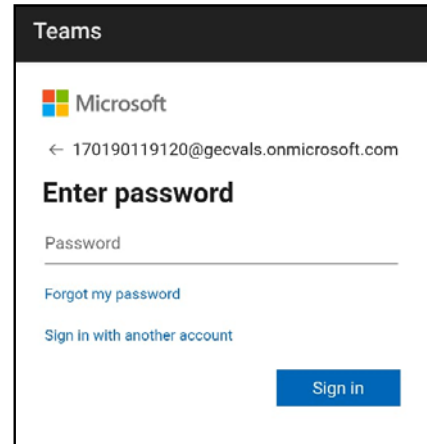 Teams
Microsoft
← 170190119120@gecvals.onmicrosoft.com
Enter password
Password
Forgot my password
Sign in with another account
Sign in